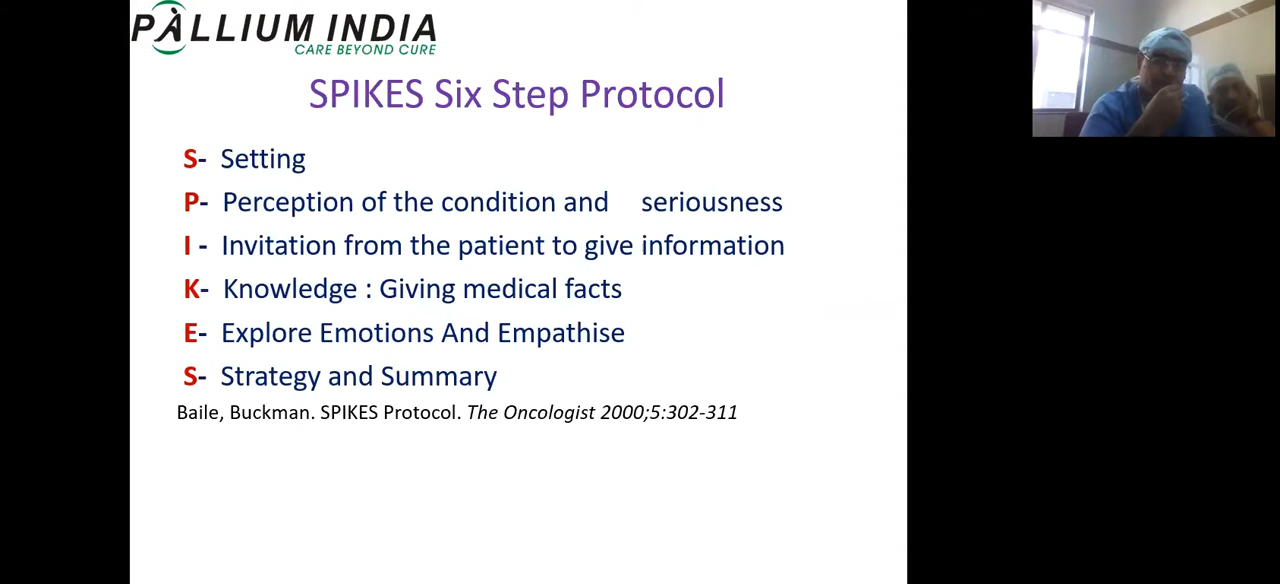 PALLIUM INDIA
CARE BEYOND CURE
SPIKES Six Step Protocol
S- Setting
P- Perception of the condition and seriousness
I - Invitation from the patient to give information
K- Knowledge : Giving medical facts
E- Explore Emotions And Empathise
S- Strategy and Summary
Baile, Buckman. SPIKES Protocol. The Oncologist 2000;5:302-311